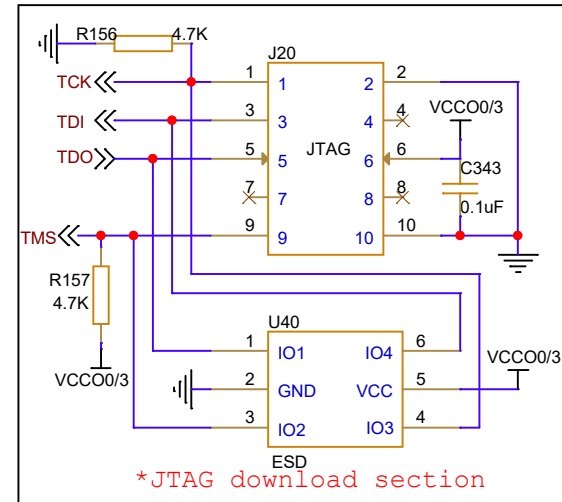 R156 4.7K
J20
TCK 1 1 2 2
TDI 3 3 4 4 VCCO0/3
TDO 5 5 JTAG 6 6
C343
7 7 8 8
0.1uF
TMS 9 9 10 10
R157
4.7K
U40
1 IO1 IO4 6
VCCO0/3 2 GND VCC 5 VCCO0/3
3 IO2 IO3 4
ESD
*JTAG download section